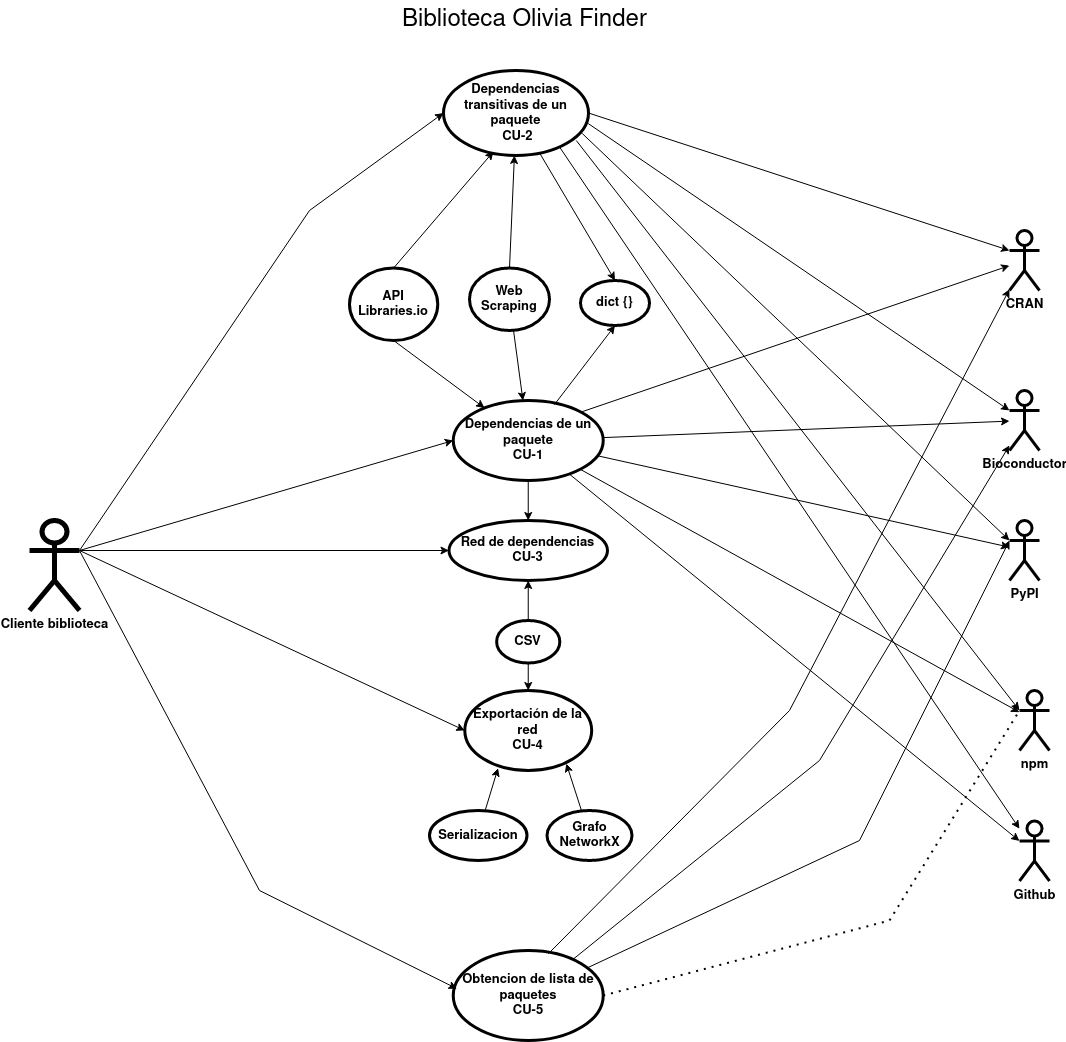 Biblioteca Olivia Finder
Dependencias
transitivas de un
paquete
CU-2
API
Libraries.io
Web
Scraping
dict {}
CRAN
Dependencias de un
paquete
CU-1
Bioconductor
Red de dependencias
CU-3
PyPI
Cliente biblioteca
CSV
Exportación de la
red
CU-4
npm
Serializacion
Grafo
NetworkX
Github
Obtencion de lista de
paquetes
CU-5